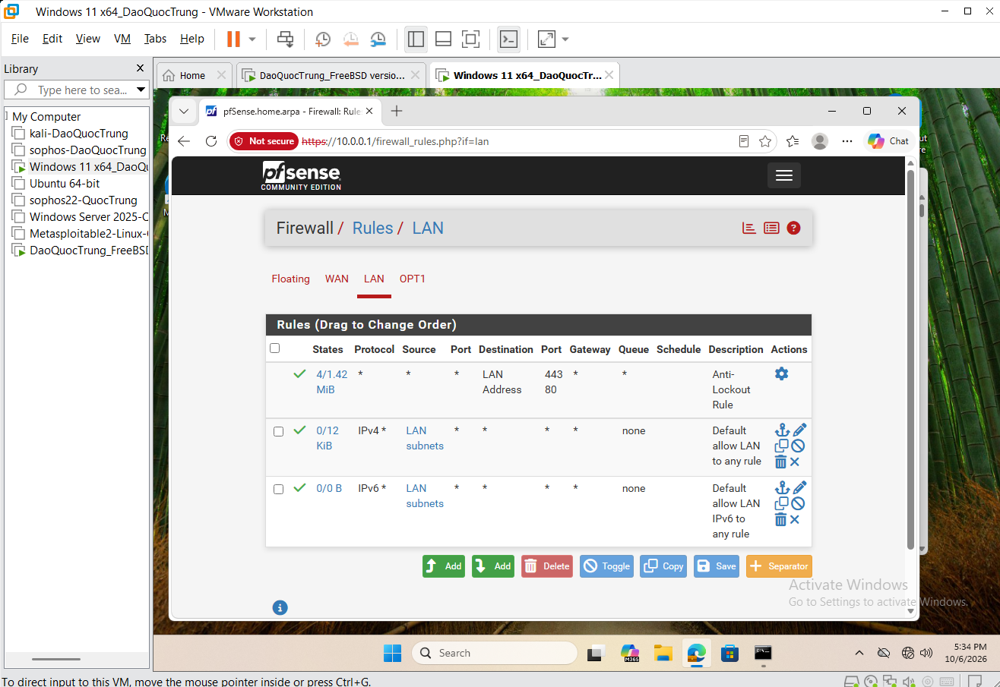 Windows 11 x64_DaoQuocTrung - VMware Workstation
File Edit View VM Tabs Help
Library
Type here to sea...
My Computer
kali-DaoQuocTrung
sophos-DaoQuocTrung
Windows 11 x64_DaoQu
Ubuntu 64-bit
sophos22-QuocTrung
Windows Server 2025-C
Metasploitable2-Linux-
DaoQuocTrung_FreeBSD
Home DaoQuocTrung_FreeBSD versio... Windows 11 x64_DaoQuocTr...
pfSense.home.arpa - Firewall: Rule
Not secure https://10.0.0.1/firewall_rules.php?if=lan Chat
pfsense
COMMUNITY EDITION
Firewall / Rules / LAN
Floating WAN LAN OPT1
Rules (Drag to Change Order)
States Protocol Source Port Destination Port Gateway Queue Schedule Description Actions
4/1.42 * * * LAN 443 * * Anti-
MiB Address 80 Lockout
Rule
0/12 IPv4 * LAN * * * * none Default
KiB subnets allow LAN
to any rule
0/0 B IPv6 * LAN * * * * none Default
subnets allow LAN
IPv6 to
any rule
Add Add Delete Toggle Copy Save Separator
Activate Windows
Go to Settings to activate Windows.
Search
M365
5:34 PM
10/6/2026
To direct input to this VM, move the mouse pointer inside or press Ctrl+G.